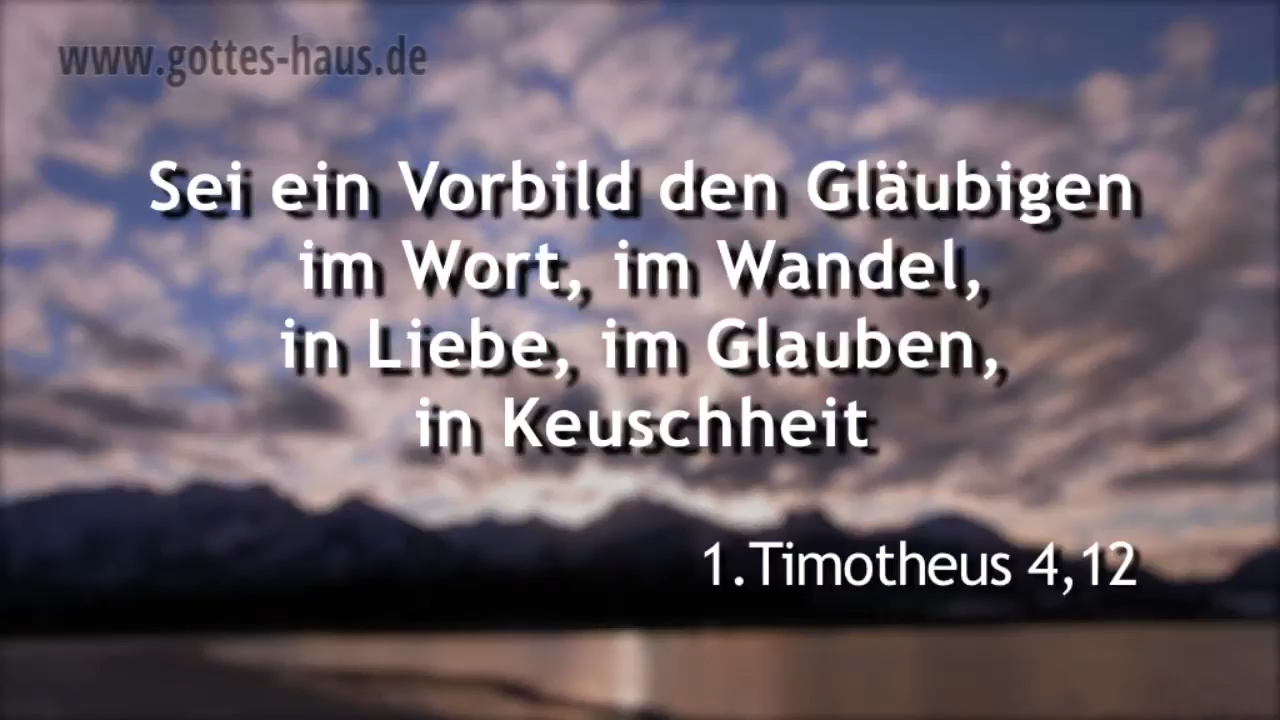 www.gottes-haus.de
Sei ein Vorbild den Gläubigen
im Wort, im Wandel,
in Liebe, im Glauben,
in Keuschheit
1.Timotheus 4,12